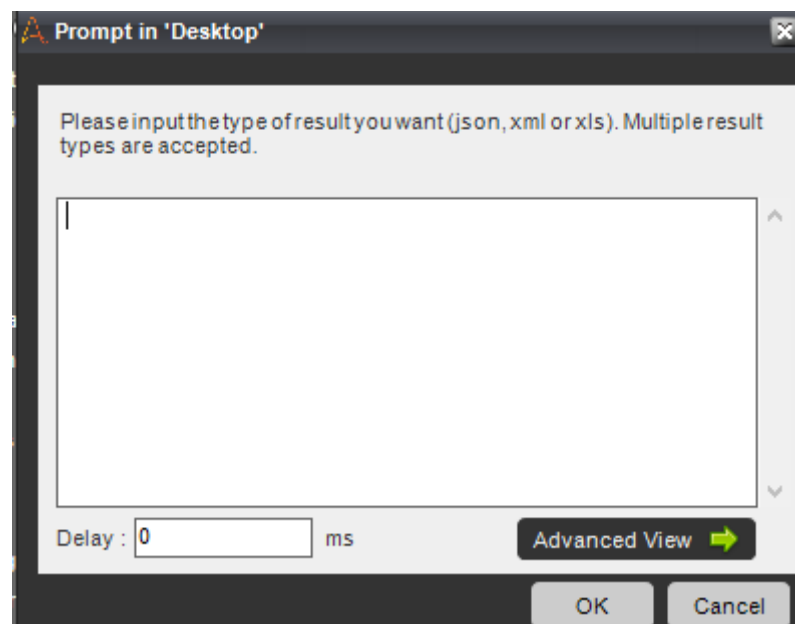 Prompt in 'Desktop'
Please input the type of result you want (json, xml or xls). Multiple result
types are accepted.
Delay : 0 ms Advanced View
OK Cancel